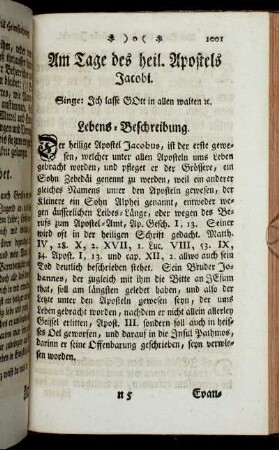 )o( 1001
Am Tage des heil. Apostels
Jacobi.
Singe: Ich lasse GOtt in allen walten ꝛc.
Lebens-Beschreibung.
Der heilige Apostel Jacobus, ist der erste gewe-
sen, welcher unter allen Aposteln ums Leben
gebracht worden, und pfleget er der Grössere, ein
Sohn Zebedäi genennt zu werden, weil ein anderer
gleiches Namens unter den Aposteln gewesen, der
Kleinere ein Sohn Alphei genannt, entweder we-
gen äusserlichen Leibes-Länge, oder wegen des Be-
rufs zum Apostel-Amt, Ap. Gesch. I, 13. Seiner
wird oft in der heiligen Schrift gedacht. Matth.
IV, 18. X, 2. XVII, 1. Luc. VIII, 53. IX,
34. Apost. I, 13. und cap. XII, 2. allwo auch sein
Tod deutlich beschrieben stehet. Sein Bruder Jo-
hannes, der zugleich mit ihm die Bitte an JEsum
that, soll am längsten gelebet haben, und also der
Letzte unter den Aposteln gewesen seyn, der ums
Leben gebracht worden, nachdem er nicht allein allerley
Geissel erlitten, Apost. III. sondern soll auch in heis-
ses Oel geworfen, und darauf in die Insul Pathmos,
darinn er seine Offenbarung geschrieben, seyn verwie-
sen worden.
n 5 Evan-